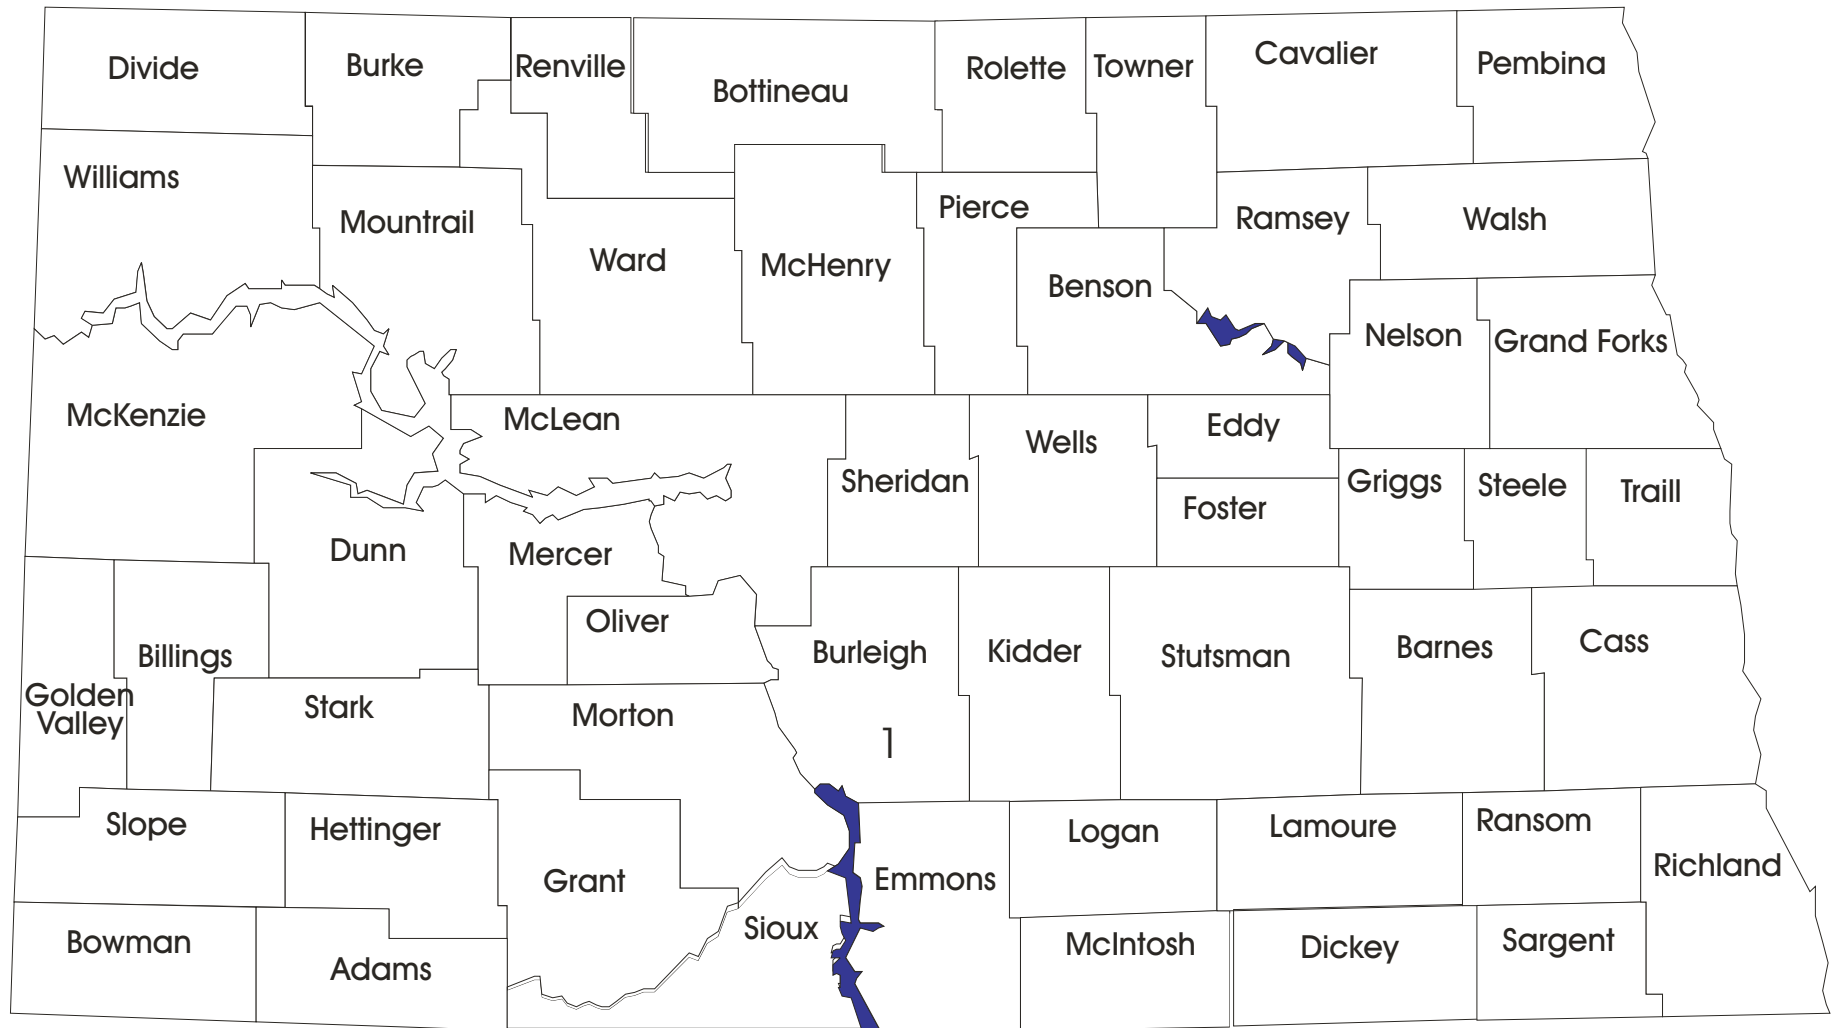 Divide
Burke
Renville
Bottineau
Rolette
Towner
Cavalier
Pembina
Williams
Mountrail
Ward
McHenry
Pierce
Benson
Ramsey
Walsh
Nelson
Grand Forks
McKenzie
McLean
Sheridan
Wells
Eddy
Foster
Griggs
Steele
Traill
Dunn
Mercer
Oliver
Burleigh
Kidder
Stutsman
Barnes
Cass
Billings
Golden
Valley
Stark
Morton
1
Slope
Hettinger
Grant
Emmons
Logan
Lamoure
Ransom
Richland
Bowman
Adams
Sioux
McIntosh
Dickey
Sargent